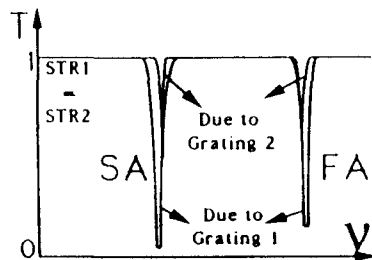 T
1
STR1
-
STR2
Due to
Grating 2
SA
FA
Due to
Grating 1
0
ν